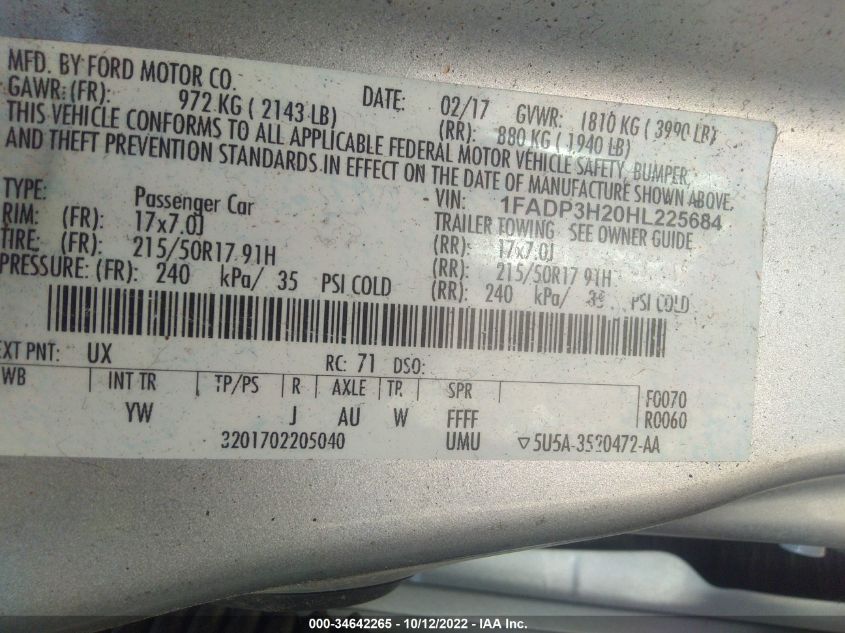 MFD. BY FORD MOTOR CO.
DATE: 02/17 GVWR: 1810 KG ( 3990 LB)
GAWR: (FR): 972 KG ( 2143 LB) (RR): 880 KG ( 1940 LB)
THIS VEHICLE CONFORMS TO ALL APPLICABLE FEDERAL MOTOR VEHICLE SAFETY, BUMPER,
AND THEFT PREVENTION STANDARDS IN EFFECT ON THE DATE OF MANUFACTURE SHOWN ABOVE.
VIN: 1FADP3H20HL225684
TYPE: Passenger Car TRAILER TOWING SEE OWNER GUIDE
RIM: (FR): 17x7.0J (RR): 17x7.0J
TIRE: (FR): 215/50R17 91H (RR): 215/50R17 91H
PRESSURE: (FR): 240 kPa/ 35 PSI COLD (RR): 240 kPa/ PSI COLD
EXT PNT: UX RC: 71 DSO:
WB INT TR TP/PS R AXLE TR SPR F0070
YW J AU W FFFF R0060
3201702205040 UMU ▽5U5A-3520472-AA
000-34642265 - 10/12/2022 - IAA Inc.